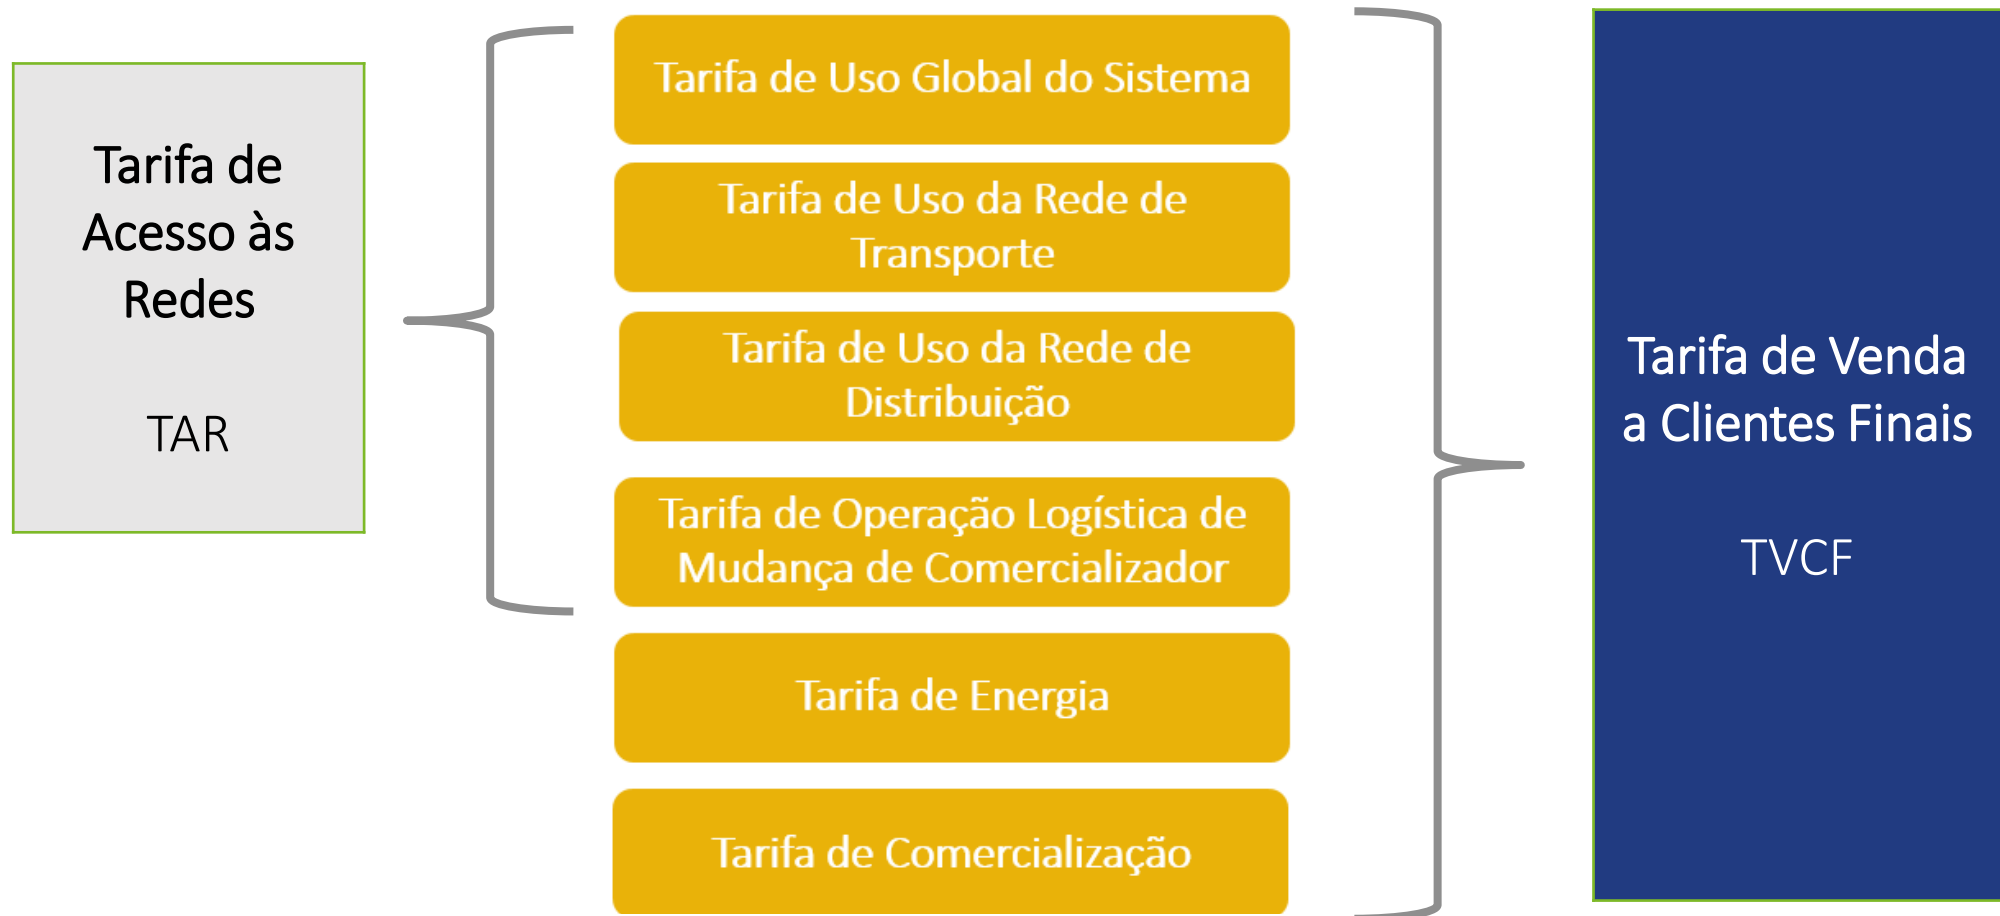 Tarifa de
Acesso às
Redes
TAR
Tarifa de Uso Global do Sistema
Tarifa de Uso da Rede de
Transporte
Tarifa de Uso da Rede de
Distribuição
Tarifa de Operação Logística de
Mudança de Comercializador
Tarifa de Energia
Tarifa de Comercialização
Tarifa de Venda
a Clientes Finais
TVCF